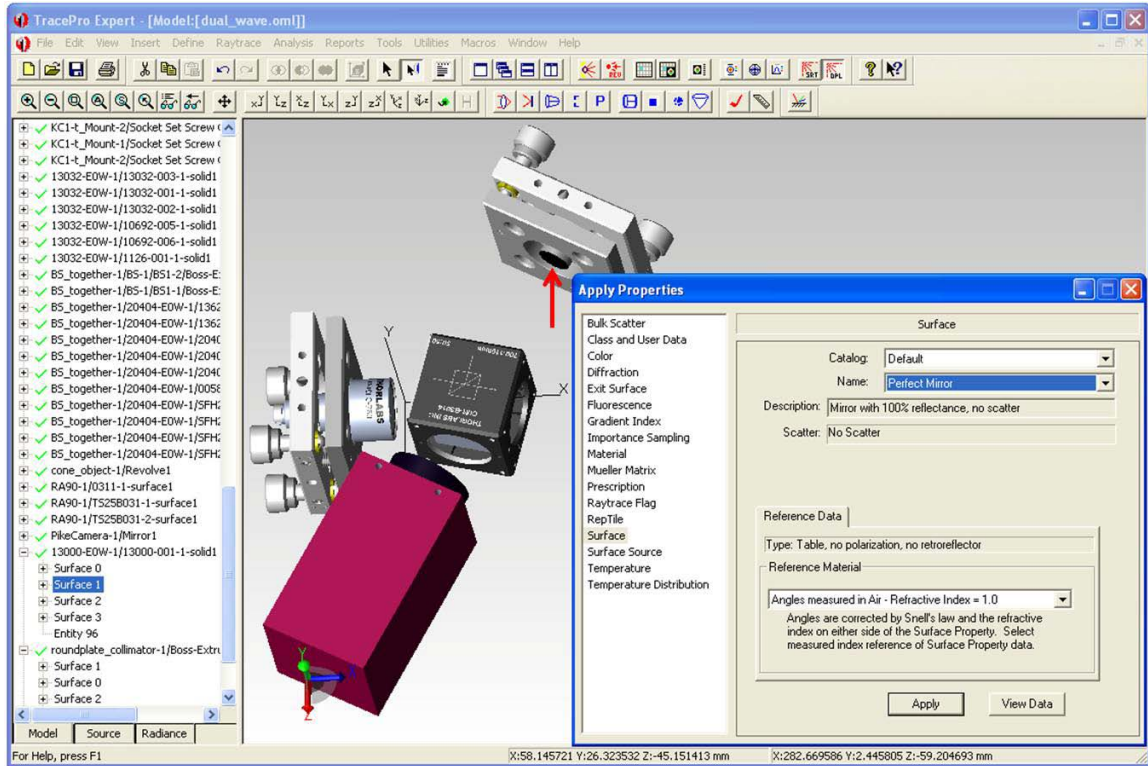 TracePro Expert - [Model:[dual_wave.oml]]
File Edit View Insert Define Raytrace Analysis Reports Tools Utilities Macros Window Help
KC1-t_Mount-2/Socket Set Screw
KC1-t_Mount-1/Socket Set Screw
KC1-t_Mount-2/Socket Set Screw
13032-E0W-1/13032-003-1-solid1
13032-E0W-1/13032-001-1-solid1
13032-E0W-1/13032-002-1-solid1
13032-E0W-1/10692-005-1-solid1
13032-E0W-1/10692-006-1-solid1
13032-E0W-1/1126-001-1-solid1
BS_together-1/BS-1/BS1-2/Boss-E
BS_together-1/BS-1/BS1-1/Boss-E
BS_together-1/20404-E0W-1/1362
BS_together-1/20404-E0W-1/1362
BS_together-1/20404-E0W-1/2040
BS_together-1/20404-E0W-1/2040
BS_together-1/20404-E0W-1/2040
BS_together-1/20404-E0W-1/0058
BS_together-1/20404-E0W-1/SFH2
BS_together-1/20404-E0W-1/SFH2
BS_together-1/20404-E0W-1/SFH2
BS_together-1/20404-E0W-1/SFH2
cone_object-1/Revolve1
RA90-1/0311-1-surface1
RA90-1/TS25B031-1-surface1
RA90-1/TS25B031-2-surface1
PikeCamera-1/Mirror1
13000-E0W-1/13000-001-1-solid1
Surface 0
Surface 1
Surface 2
Surface 3
Entity 96
roundplate_collimator-1/Boss-Extru
Surface 1
Surface 0
Surface 2
Model Source Radiance
For Help, press F1
X:58.145721 Y:26.323532 Z:-45.151413 mm
X:282.669586 Y:2.445805 Z:-59.204693 mm
Y
X
THORLABS
50:50
THORLABS INC
Y
Z
Apply Properties
Bulk Scatter
Class and User Data
Color
Diffraction
Exit Surface
Fluorescence
Gradient Index
Importance Sampling
Material
Mueller Matrix
Prescription
Raytrace Flag
RepTile
Surface
Surface Source
Temperature
Temperature Distribution
Surface
Catalog: Default
Name: Perfect Mirror
Description: Mirror with 100% reflectance, no scatter
Scatter: No Scatter
Reference Data
Type: Table, no polarization, no retroreflector
Reference Material
Angles measured in Air - Refractive Index = 1.0
Angles are corrected by Snell's law and the refractive
index on either side of the Surface Property. Select
measured index reference of Surface Property data.
Apply View Data